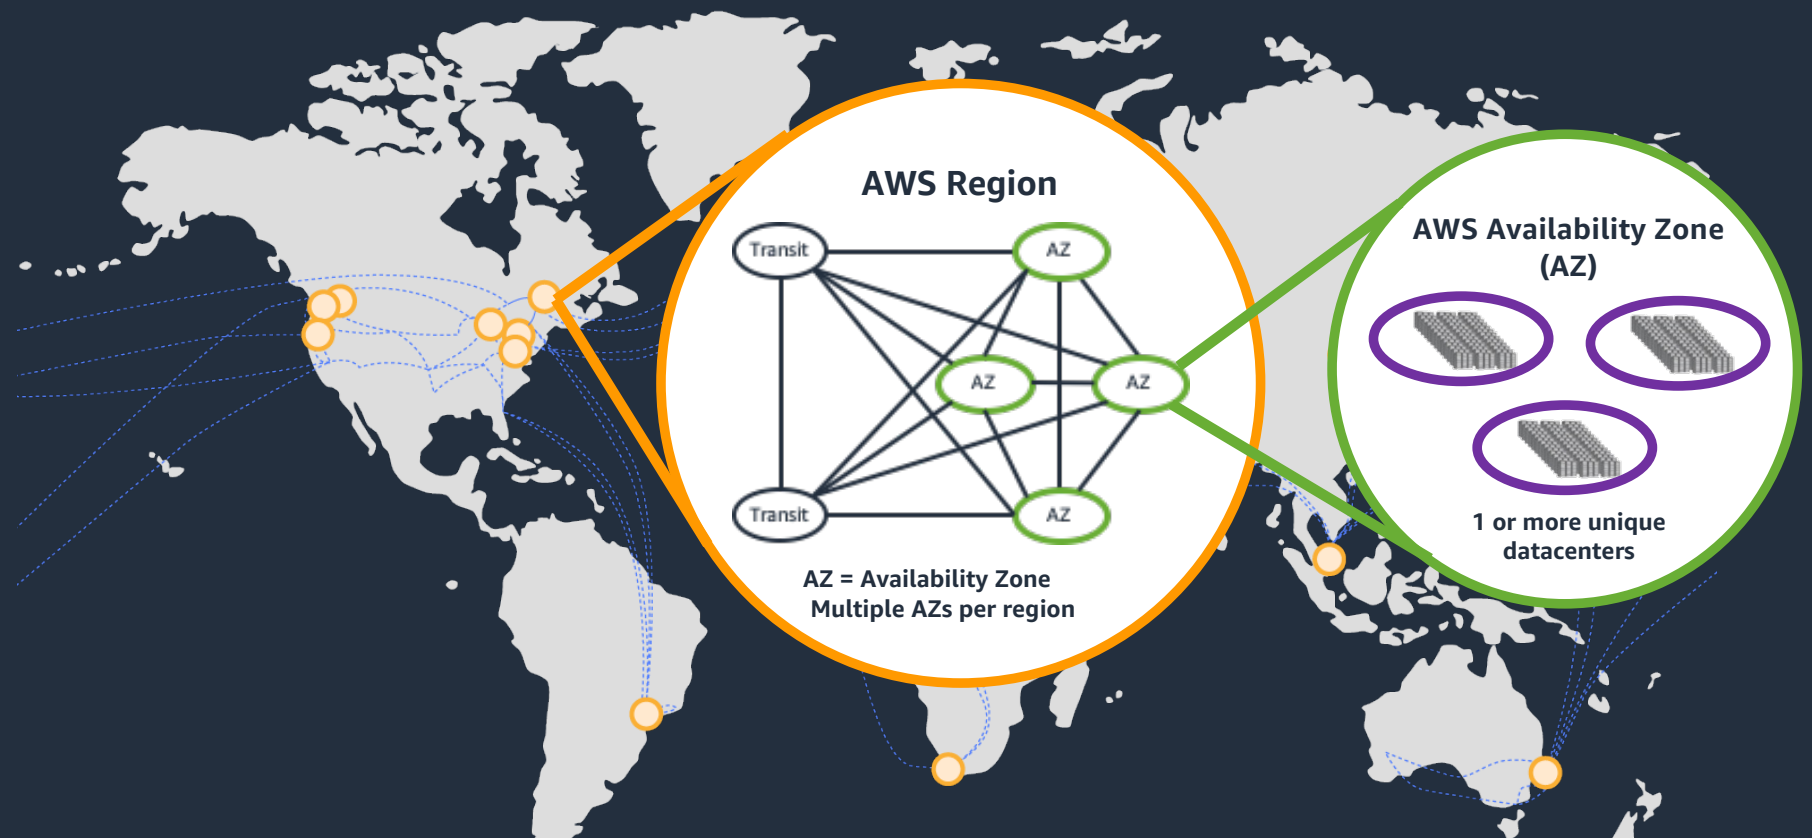 AWS Region
Transit
AZ
AZ
AZ
Transit
AZ
AZ = Availability Zone
Multiple AZs per region
AWS Availability Zone
(AZ)
1 or more unique
datacenters